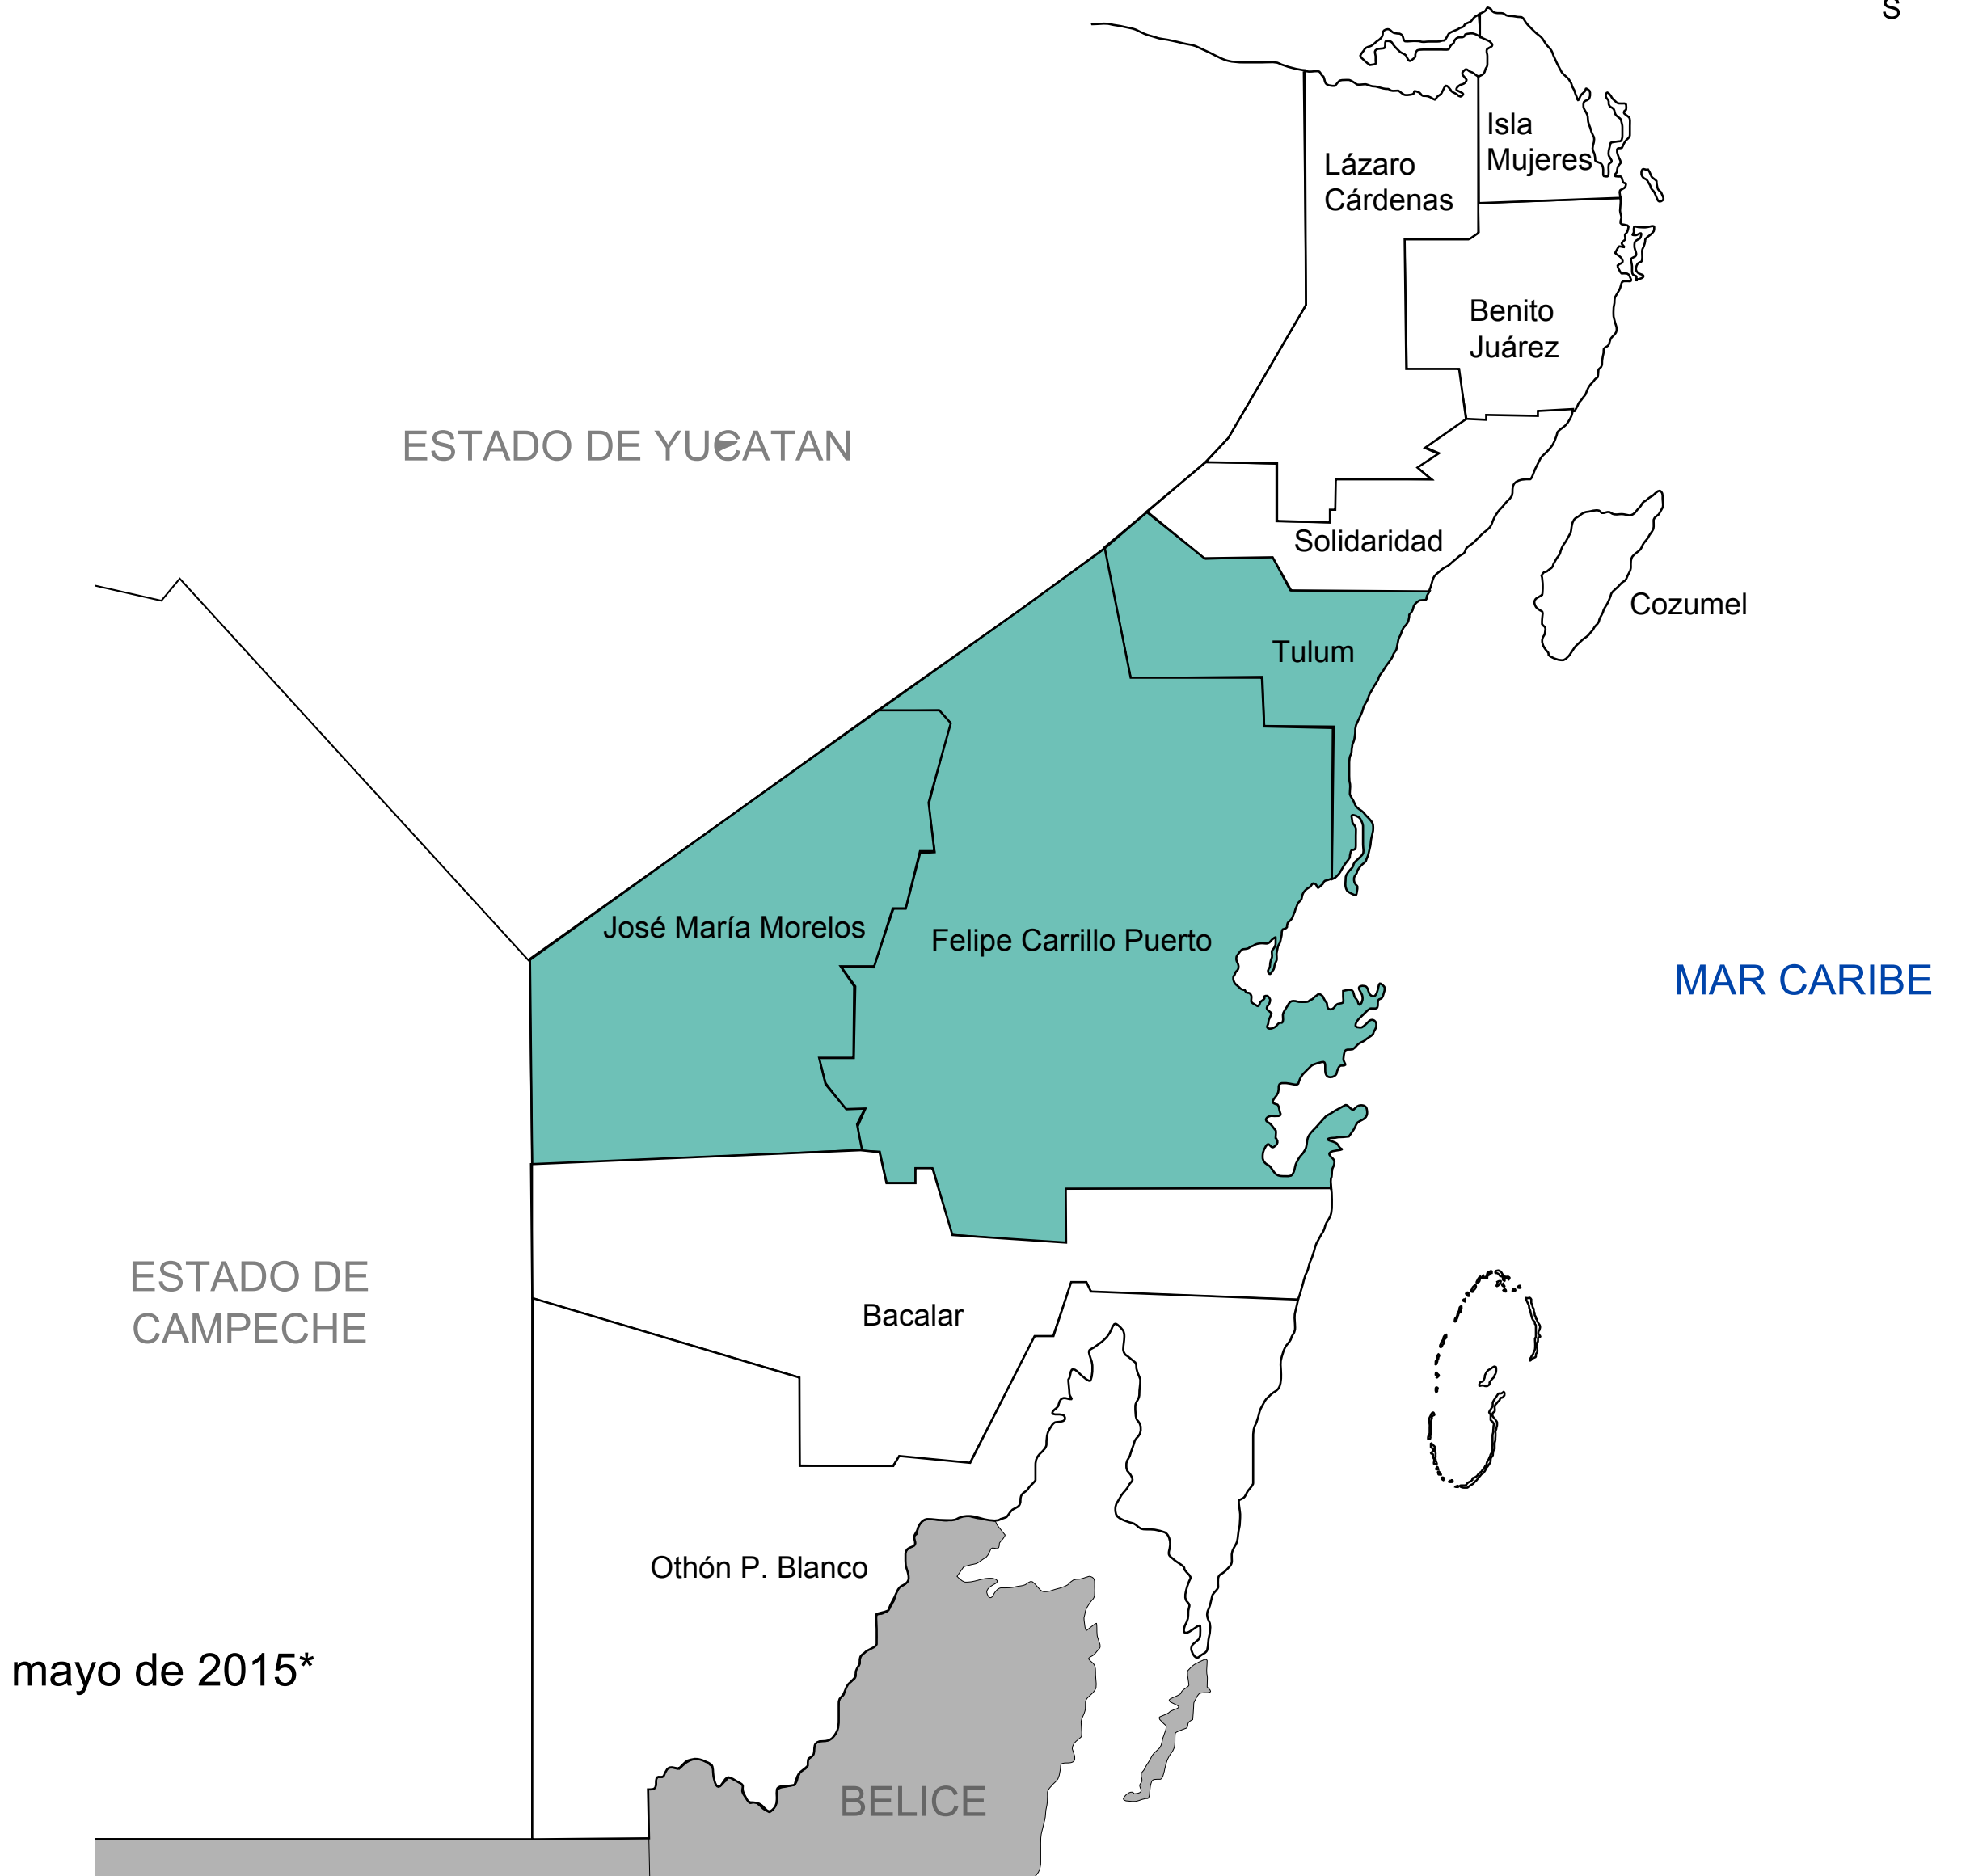 S
Isla
Mujeres
Lázaro
Cárdenas
Benito
Juárez
ESTADO DE YUCATAN
Solidaridad
Cozumel
Tulum
José María Morelos
Felipe Carrillo Puerto
MAR CARIBE
ESTADO DE
CAMPECHE
Bacalar
Othón P. Blanco
mayo de 2015*
BELICE